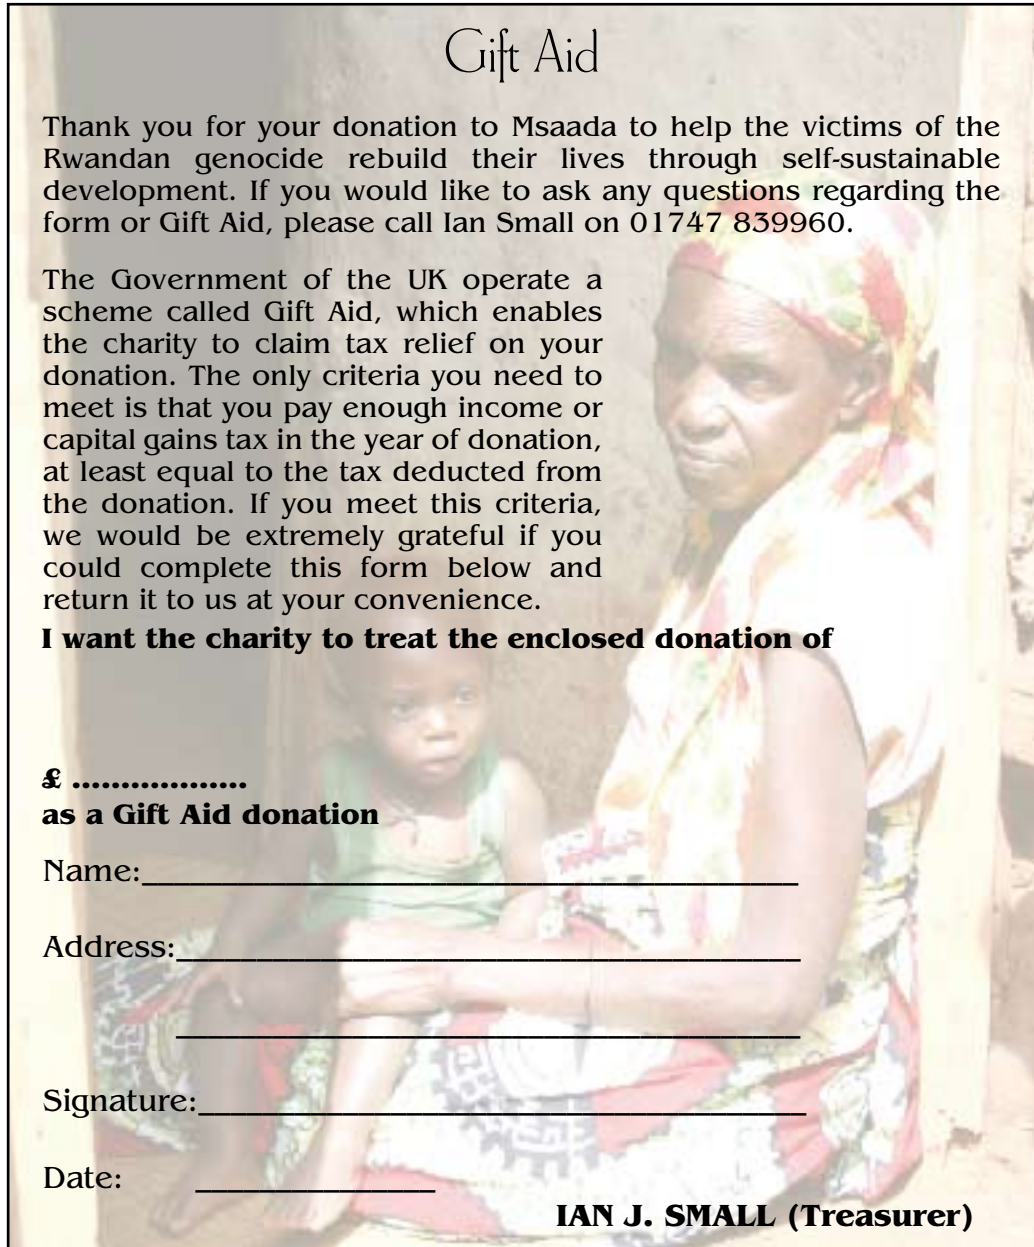 Gift Aid
Thank you for your donation to Msaada to help the victims of the
Rwandan genocide rebuild their lives through self-sustainable
development. If you would like to ask any questions regarding the
form or Gift Aid, please call Ian Small on 01747 839960.
The Government of the UK operate a
scheme called Gift Aid, which enables
the charity to claim tax relief on your
donation. The only criteria you need to
meet is that you pay enough income or
capital gains tax in the year of donation,
at least equal to the tax deducted from
the donation. If you meet this criteria,
we would be extremely grateful if you
could complete this form below and
return it to us at your convenience.
I want the charity to treat the enclosed donation of
£ ..................
as a Gift Aid donation
Name:_________________________________________
Address:_______________________________________
_______________________________________
Signature:______________________________________
Date: _______________
IAN J. SMALL (Treasurer)